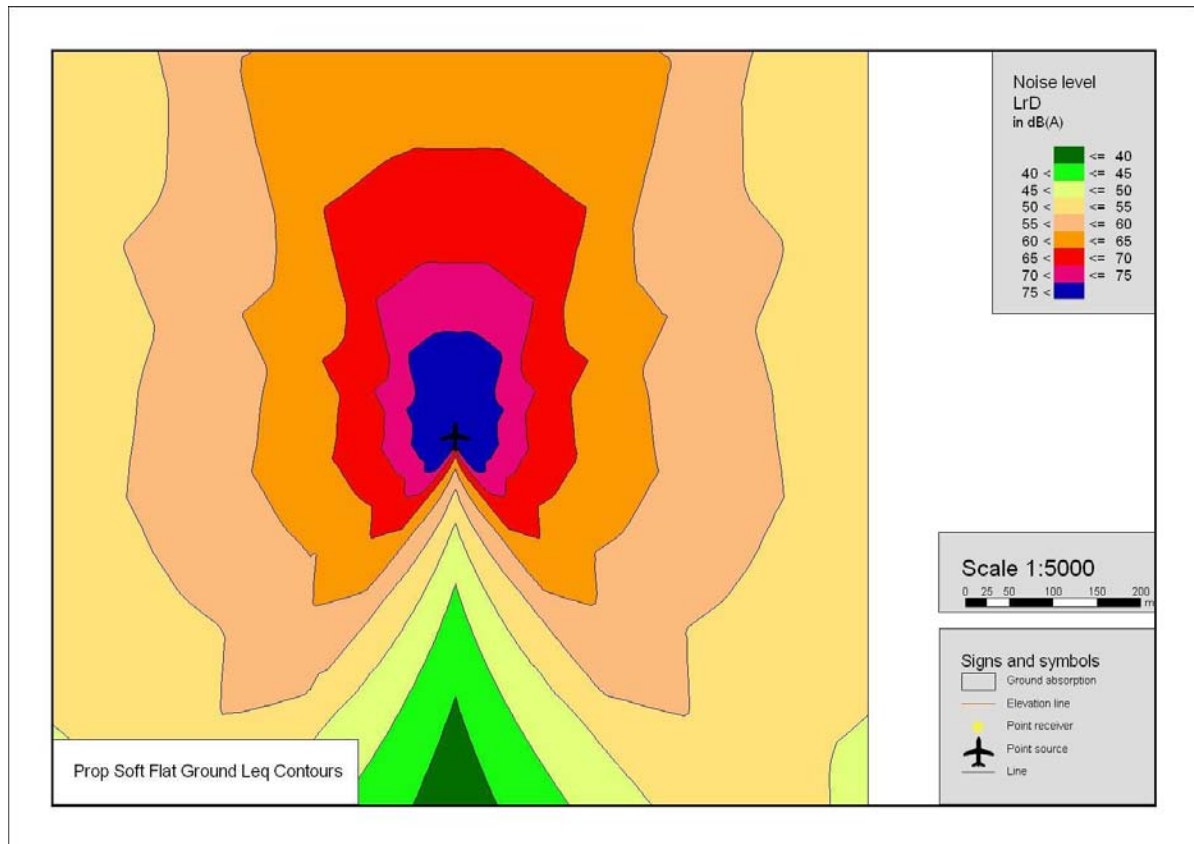 Noise level
LrD
in dB(A)
<= 40
40 < <= 45
45 < <= 50
50 < <= 55
55 < <= 60
60 < <= 65
65 < <= 70
70 < <= 75
75 <
Scale 1:5000
0 25 50 100 150 200
m
Signs and symbols
Ground absorption
Elevation line
Point receiver
Point source
Line
Prop Soft Flat Ground Leq Contours